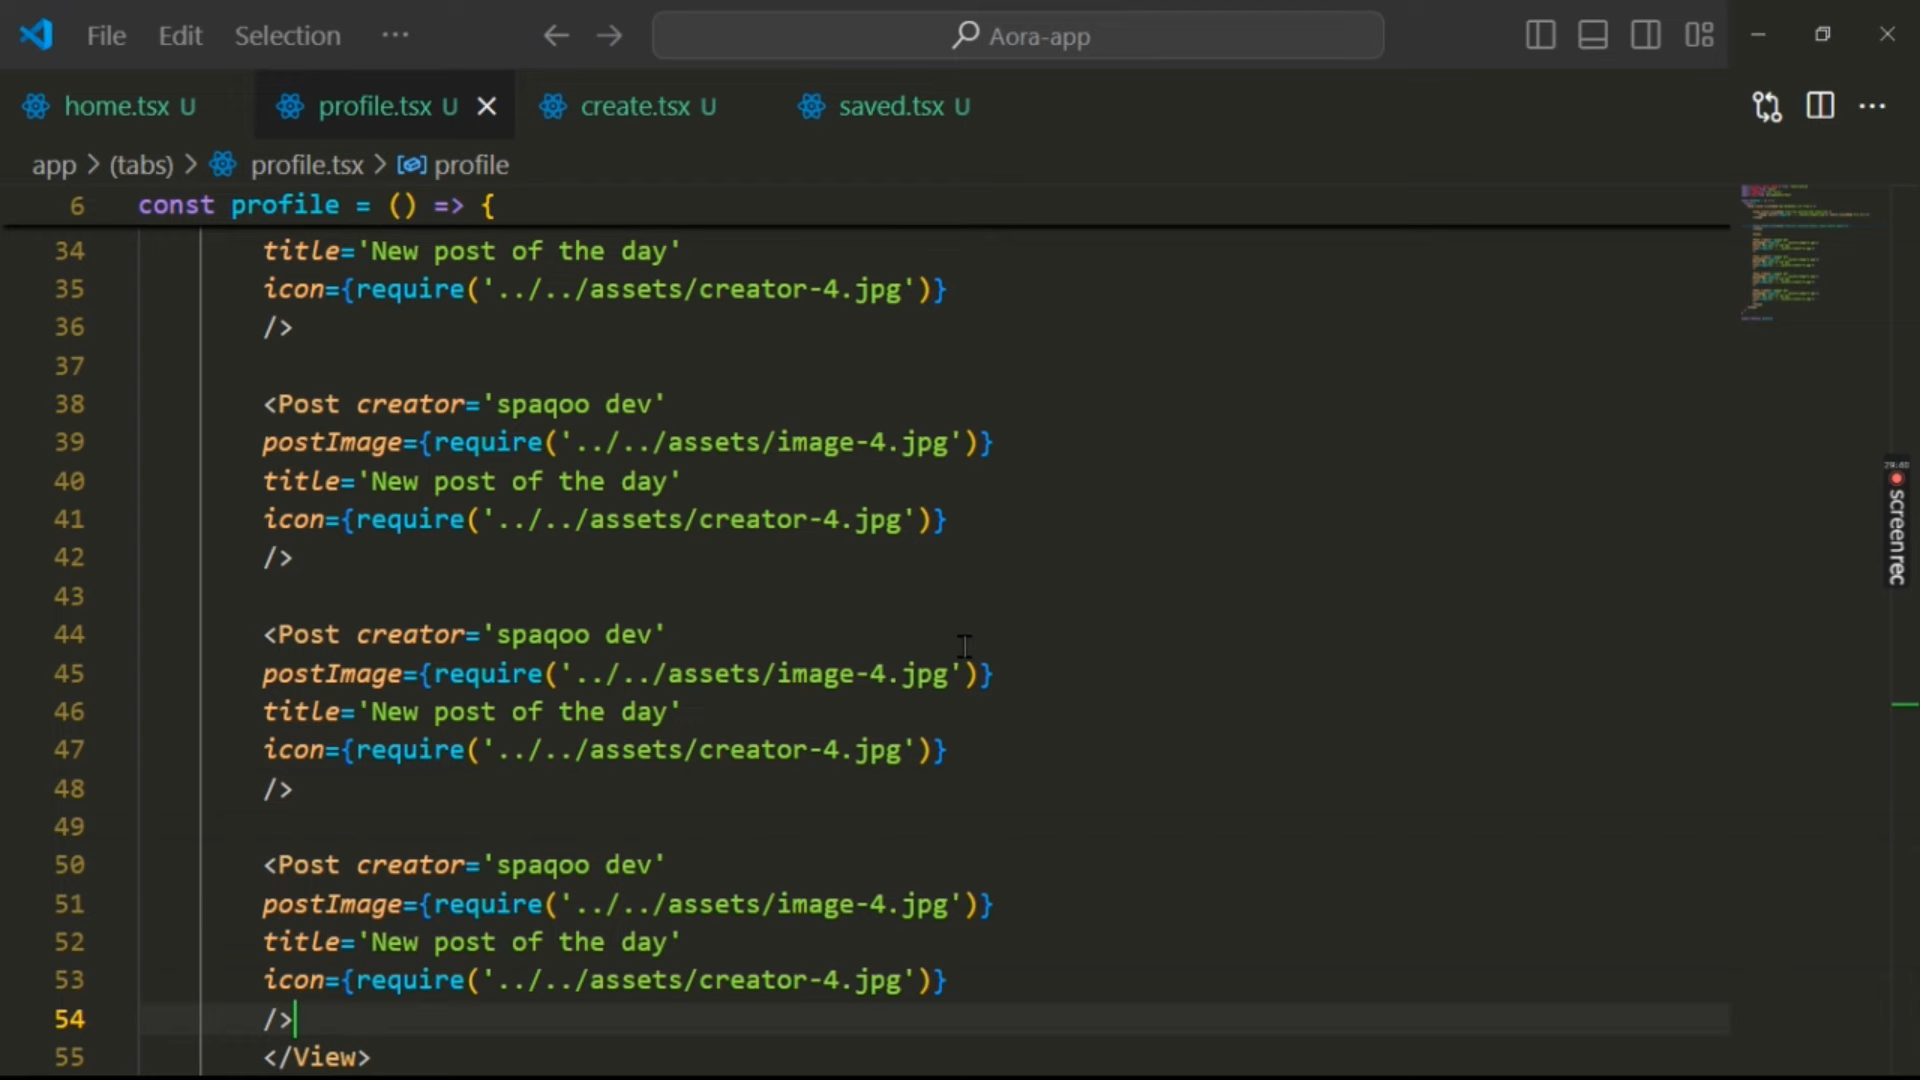 File Edit Selection ··· Aora-app
home.tsx U profile.tsx U create.tsx U saved.tsx U
app > (tabs) > profile.tsx > profile
6 const profile = () => {
34 title='New post of the day'
35 icon={require('../../assets/creator-4.jpg')}
36 />
37
38 <Post creator='spaqoo dev'
39 postImage={require('../../assets/image-4.jpg')}
40 title='New post of the day'
41 icon={require('../../assets/creator-4.jpg')}
42 />
43
44 <Post creator='spaqoo dev'
45 postImage={require('../../assets/image-4.jpg')}
46 title='New post of the day'
47 icon={require('../../assets/creator-4.jpg')}
48 />
49
50 <Post creator='spaqoo dev'
51 postImage={require('../../assets/image-4.jpg')}
52 title='New post of the day'
53 icon={require('../../assets/creator-4.jpg')}
54 />
55 </View>
screenrec